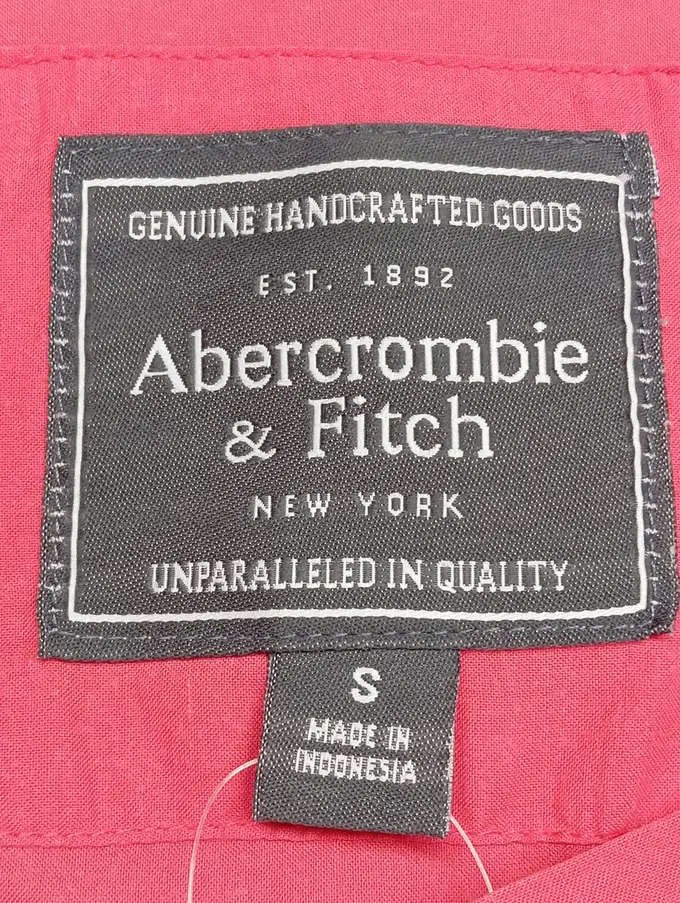 GENUINE HANDCRAFTED GOODS
EST. 1892
Abercrombie
& Fitch
NEW YORK
UNPARALLELED IN QUALITY
S
MADE IN
INDONESIA